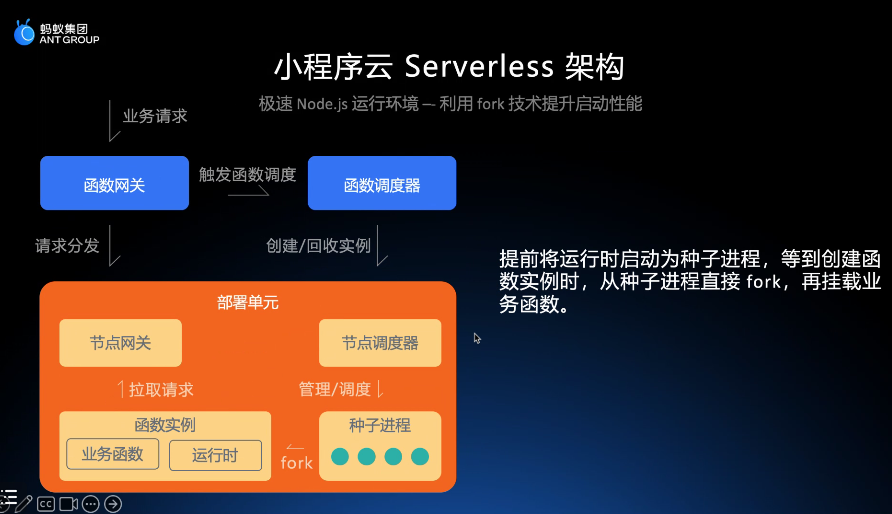 蚂蚁集团
ANT GROUP
小程序云 Serverless 架构
极速 Node.js 运行环境 — 利用 fork 技术提升启动性能
业务请求
函数网关
触发函数调度
函数调度器
请求分发
创建/回收实例
提前将运行时启动为种子进程，等到创建函
数实例时，从种子进程直接 fork，再挂载业
务函数。
部署单元
节点网关
节点调度器
拉取请求
管理/调度
函数实例
业务函数
运行时
fork
种子进程
CC